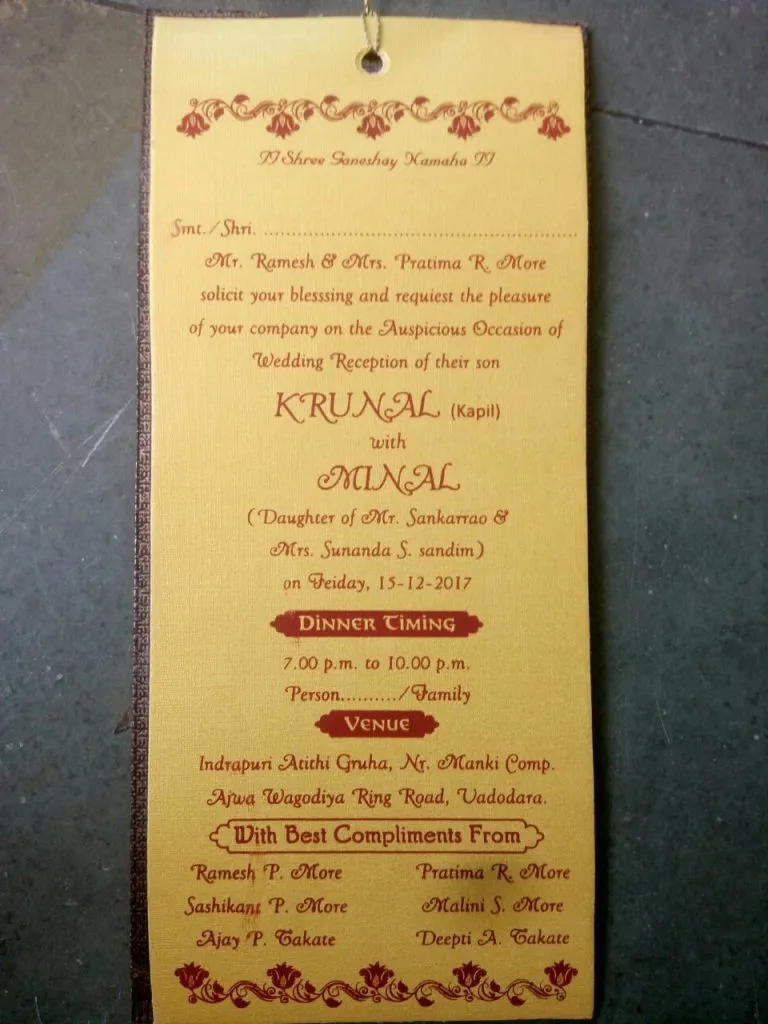 II Shree Ganeshay Namaha II
Smt./Shri. ....................................................
Mr. Ramesh & Mrs. Pratima R. More
solicit your blesssing and requiest the pleasure
of your company on the Auspicious Occasion of
Wedding Reception of their son
KRUNAL (Kapil)
with
MINAL
(Daughter of Mr. Sankarrao &
Mrs. Sunanda S. sandim)
on Feiday, 15-12-2017
DINNER TIMING
7.00 p.m. to 10.00 p.m.
Person........../Family
VENUE
Indrapuri Atithi Gruha, Nr. Manki Comp.
Ajwa Wagodiya Ring Road, Vadodara.
With Best Compliments From
Ramesh P. More Pratima R. More
Sashikant P. More Malini S. More
Ajay P. Takate Deepti A. Takate